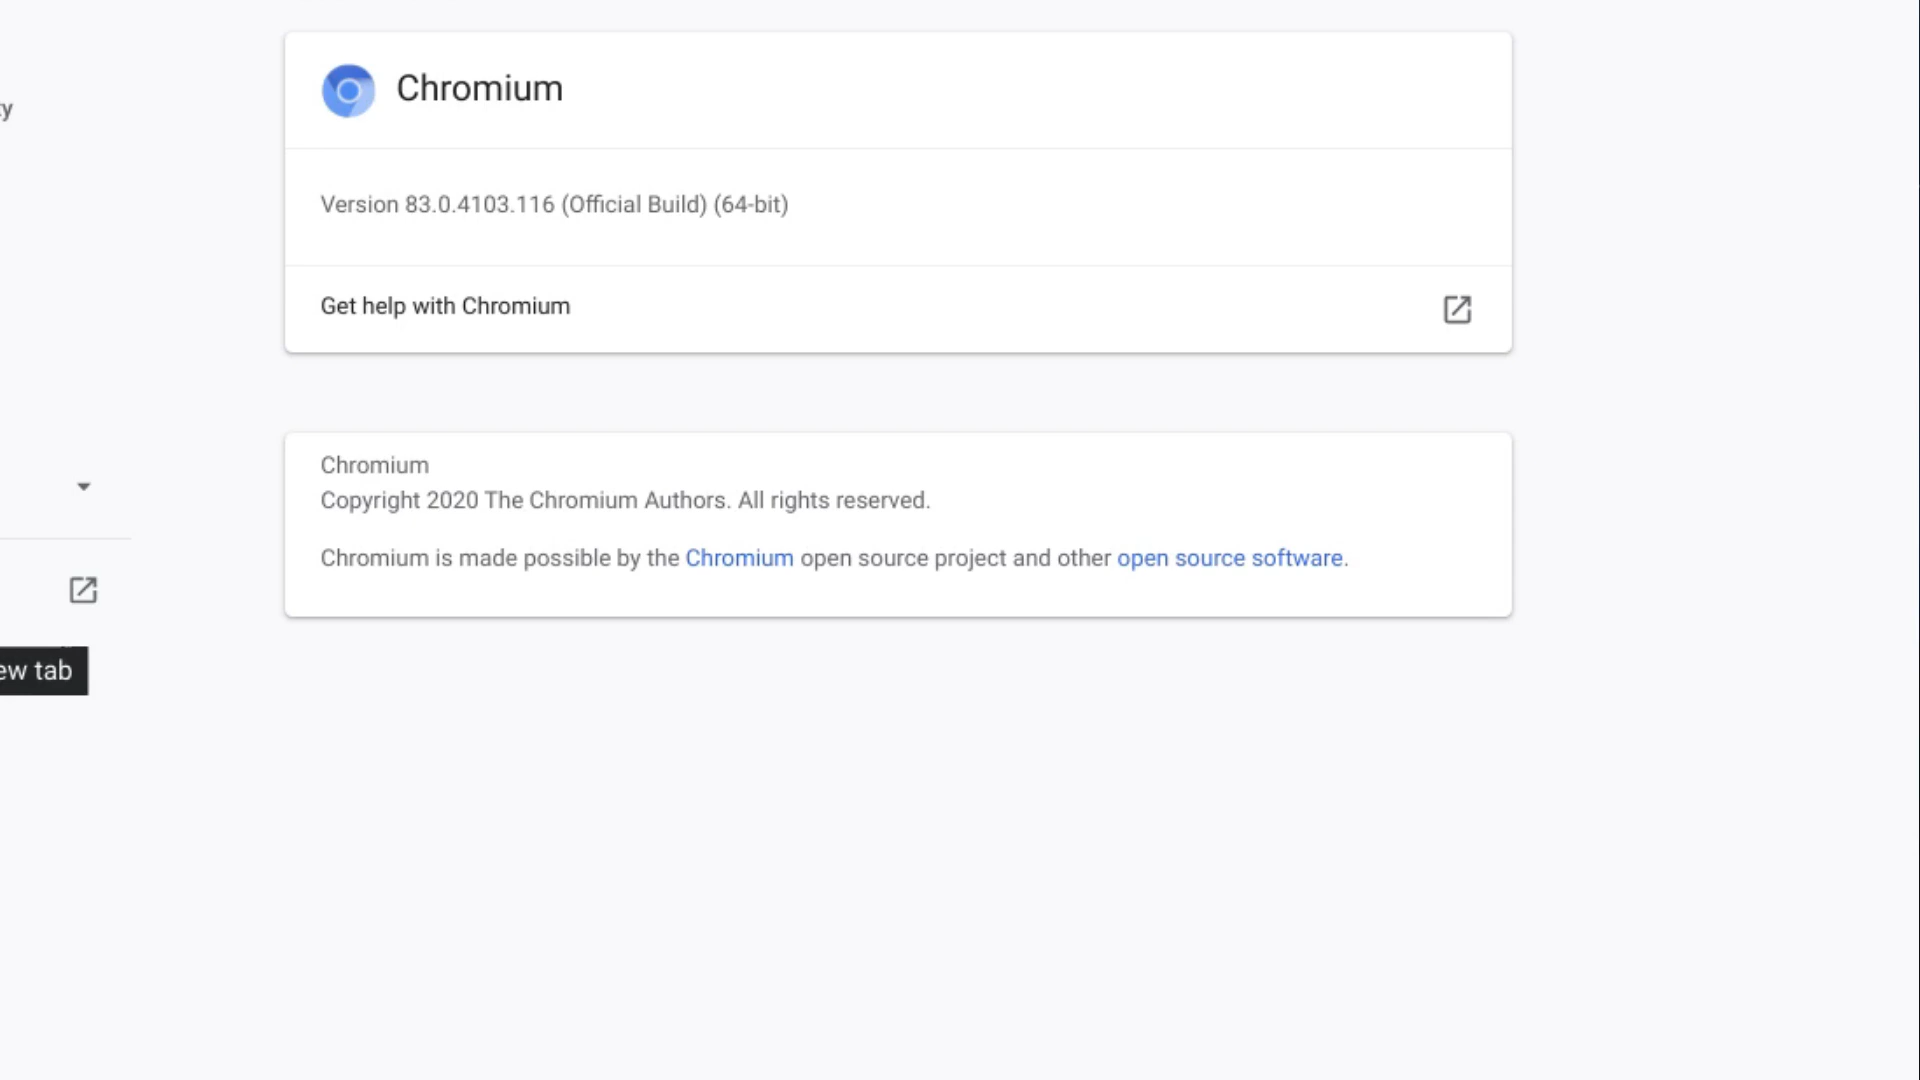 Chromium
Version 83.0.4103.116 (Official Build) (64-bit)
Get help with Chromium
Chromium
Copyright 2020 The Chromium Authors. All rights reserved.
Chromium is made possible by the Chromium open source project and other open source software.
ew tab